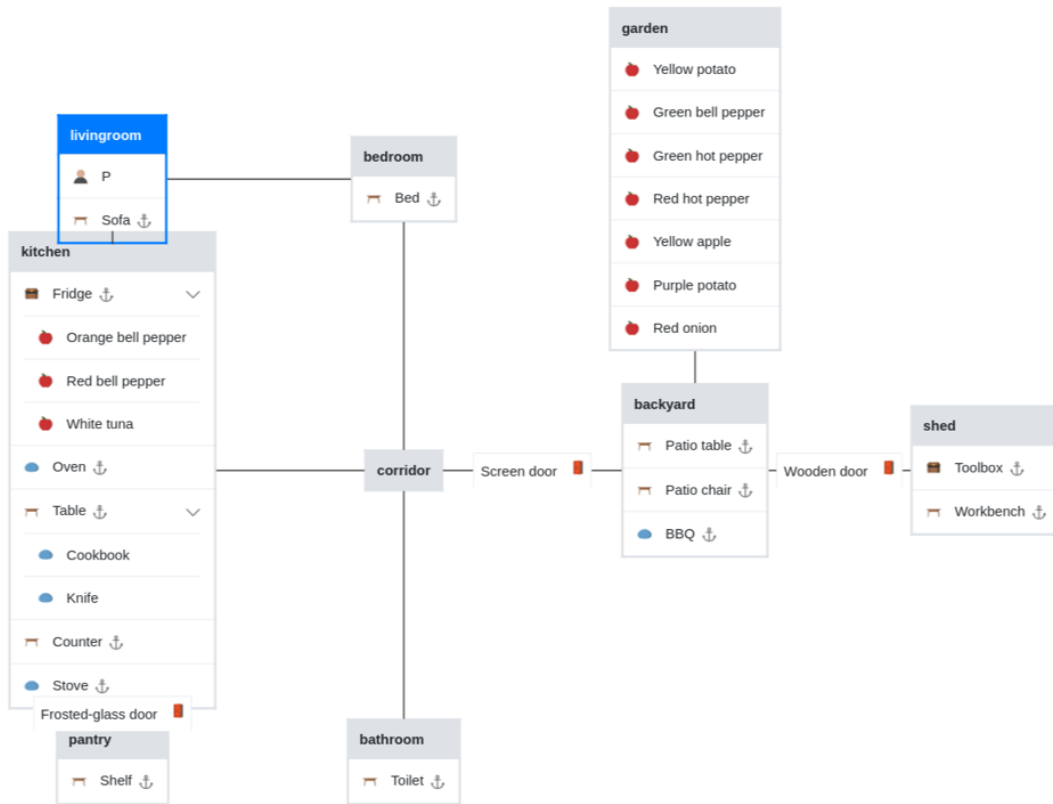 livingroom
P
Sofa
kitchen
Fridge
Orange bell pepper
Red bell pepper
White tuna
Oven
Table
Cookbook
Knife
Counter
Stove
Frosted-glass door
pantry
Shelf
bedroom
Bed
corridor
bathroom
Toilet
Screen door
garden
Yellow potato
Green bell pepper
Green hot pepper
Red hot pepper
Yellow apple
Purple potato
Red onion
backyard
Patio table
Patio chair
BBQ
Wooden door
shed
Toolbox
Workbench